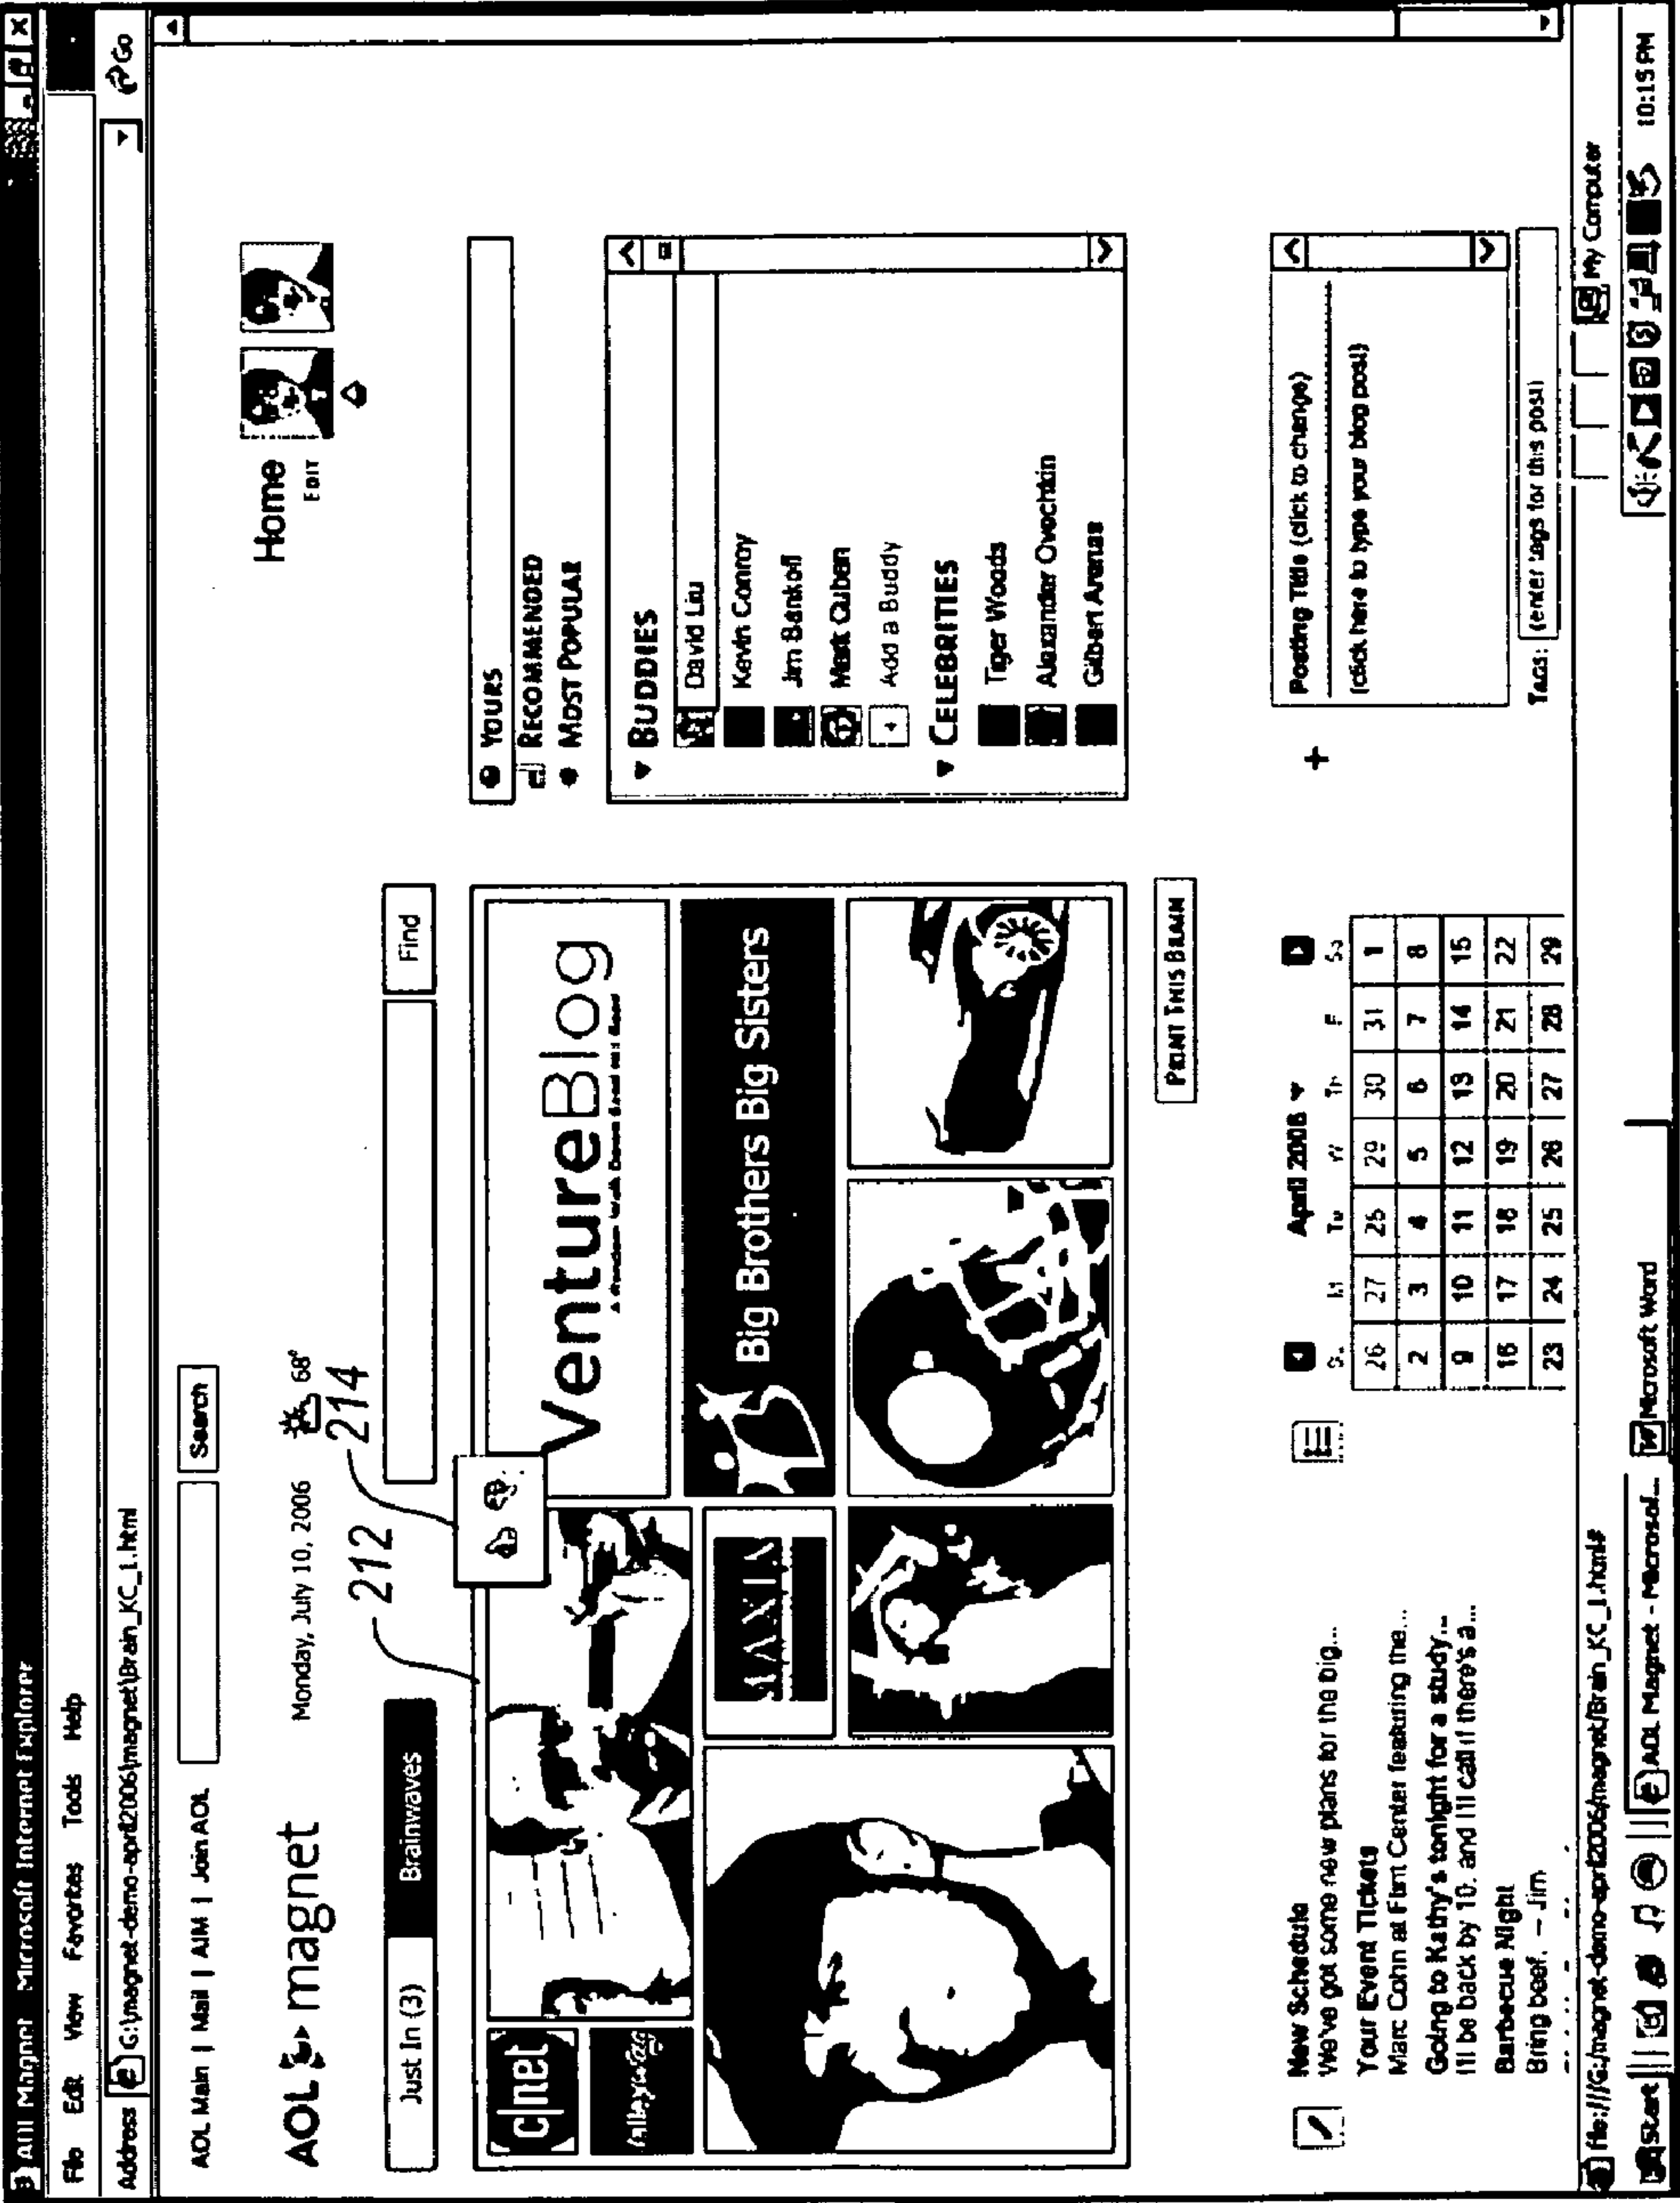 AOL Magnet Microsoft Internet Explorer
File Edit View Favorites Tools Help
Address G:\magnet-demo-april2006\magnet\Brain_KC_1.html Go
AOL Main | Mail | AIM | Join AOL Search
AOL magnet Monday, July 10, 2006 68°
Home
EDIT
212
214
Just In (3) Brainwaves Find
c|net
VentureBlog
Big Brothers Big Sisters
YOURS
RECOMMENDED
MOST POPULAR
BUDDIES
David Liu
Kevin Conroy
Jim Bankoff
Mark Cuban
Add a Buddy
CELEBRITIES
Tiger Woods
Alexander Ovechkin
Gilbert Arenas
PRINT THIS BRAIN
New Schedule
We've got some new plans for the big...
Your Event Tickets
Marc Cohn at Flint Center featuring the...
Going to Kathy's tonight for a study...
I'll be back by 10. and I'll call if there's a...
Barbecue Night
Bring beef. -- Jim
April 2006
Su M Tu W Th F Sa
26 27 28 29 30 31 1
2 3 4 5 6 7 8
9 10 11 12 13 14 15
16 17 18 19 20 21 22
23 24 25 26 27 28 29
+
Posting Title (click to change)
(click here to type your blog post)
TAGS: (enter tags for this post)
file:///G:/magnet-demo-april2006/magnet/Brain_KC_1.html# My Computer
Start AOL Magnet - Microsof... Microsoft Word 10:15 PM